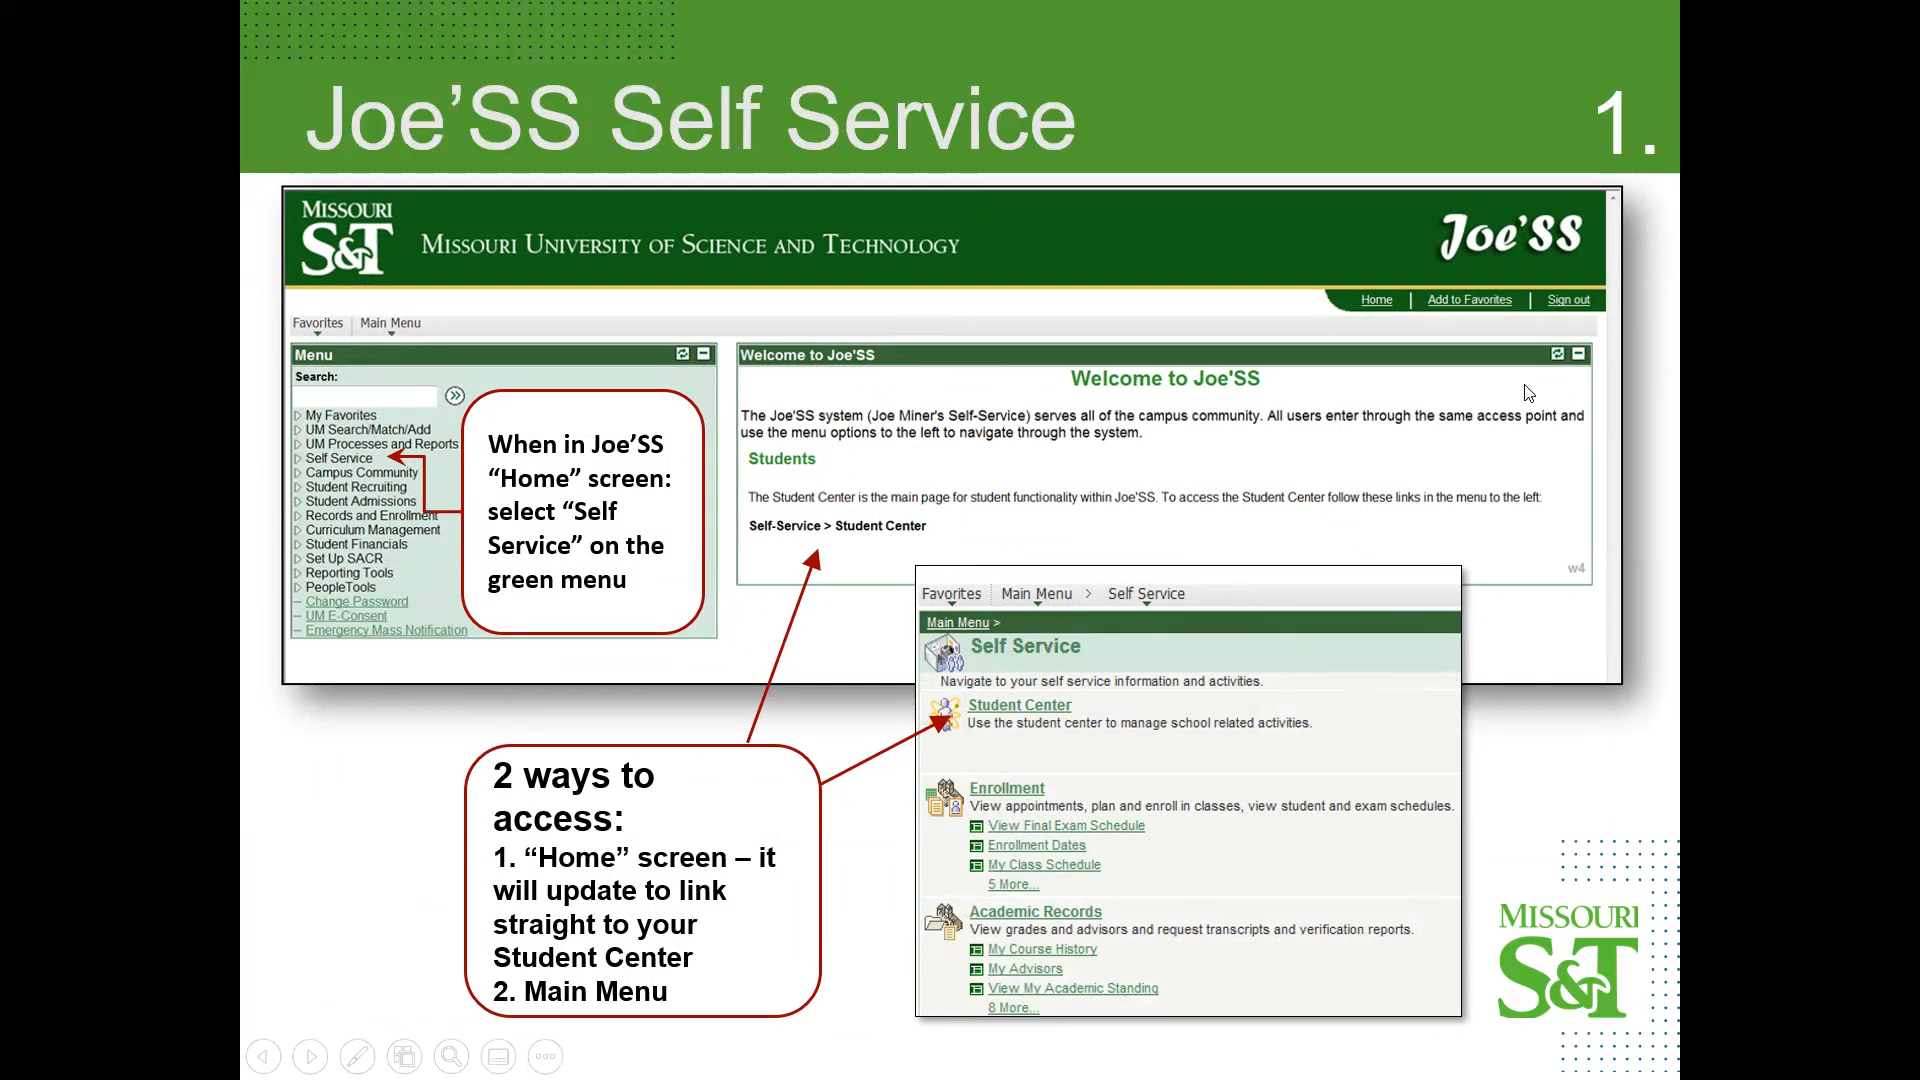 Joe’SS Self Service
1.
MISSOURI
S&T
MISSOURI UNIVERSITY OF SCIENCE AND TECHNOLOGY
Joe'SS
Home | Add to Favorites | Sign out
Favorites Main Menu
Menu
Search:
My Favorites
UM Search/Match/Add
UM Processes and Reports
Self Service
Campus Community
Student Recruiting
Student Admissions
Records and Enrollment
Curriculum Management
Student Financials
Set Up SACR
Reporting Tools
PeopleTools
Change Password
UM E-Consent
Emergency Mass Notification
When in Joe’SS
“Home” screen:
select “Self
Service” on the
green menu
Welcome to Joe'SS
Welcome to Joe'SS
The Joe'SS system (Joe Miner's Self-Service) serves all of the campus community. All users enter through the same access point and
use the menu options to the left to navigate through the system.
Students
The Student Center is the main page for student functionality within Joe'SS. To access the Student Center follow these links in the menu to the left:
Self-Service > Student Center
w4
2 ways to
access:
1. “Home” screen – it
will update to link
straight to your
Student Center
2. Main Menu
Favorites Main Menu > Self Service
Main Menu >
Self Service
Navigate to your self service information and activities.
Student Center
Use the student center to manage school related activities.
Enrollment
View appointments, plan and enroll in classes, view student and exam schedules.
View Final Exam Schedule
Enrollment Dates
My Class Schedule
5 More...
Academic Records
View grades and advisors and request transcripts and verification reports.
My Course History
My Advisors
View My Academic Standing
8 More...
MISSOURI
S&T